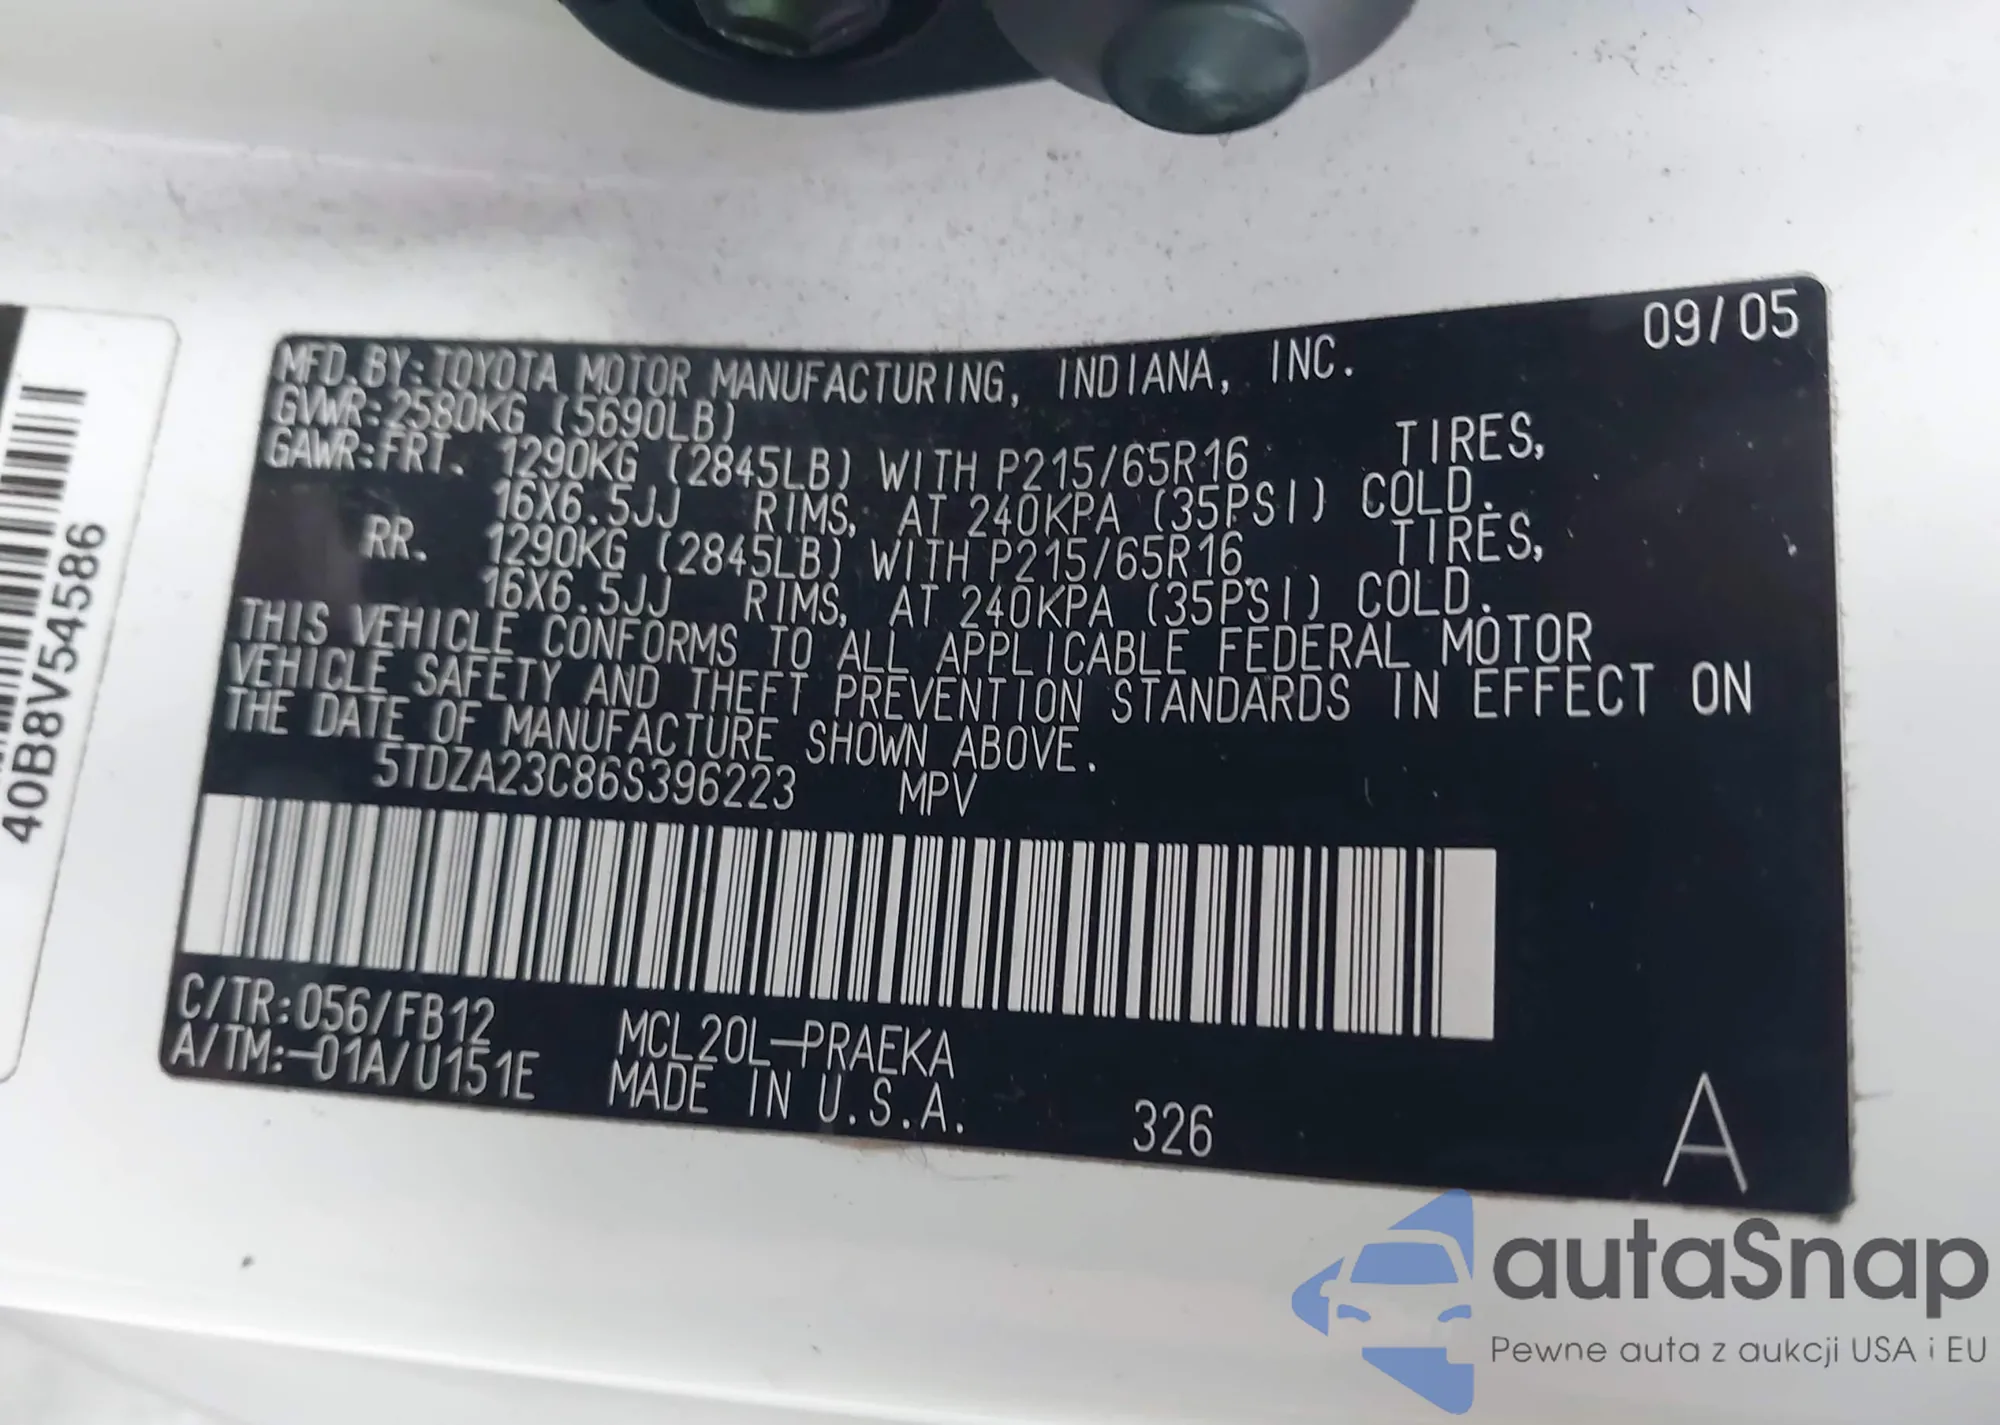 09/05
MFD.BY:TOYOTA MOTOR MANUFACTURING, INDIANA, INC.
GVWR:2580KG (5690LB)
GAWR:FRT. 1290KG (2845LB) WITH P215/65R16 TIRES,
16X6.5JJ RIMS, AT 240KPA (35PSI) COLD.
RR. 1290KG (2845LB) WITH P215/65R16 TIRES,
16X6.5JJ RIMS, AT 240KPA (35PSI) COLD.
THIS VEHICLE CONFORMS TO ALL APPLICABLE FEDERAL MOTOR
VEHICLE SAFETY AND THEFT PREVENTION STANDARDS IN EFFECT ON
THE DATE OF MANUFACTURE SHOWN ABOVE.
5TDZA23C86S396223 MPV
C/TR:056/FB12 MCL20L-PRAEKA
A/TM:-01A/U151E MADE IN U.S.A. 326 A
40B8V54586
autaSnap
Pewne auta z aukcji USA i EU